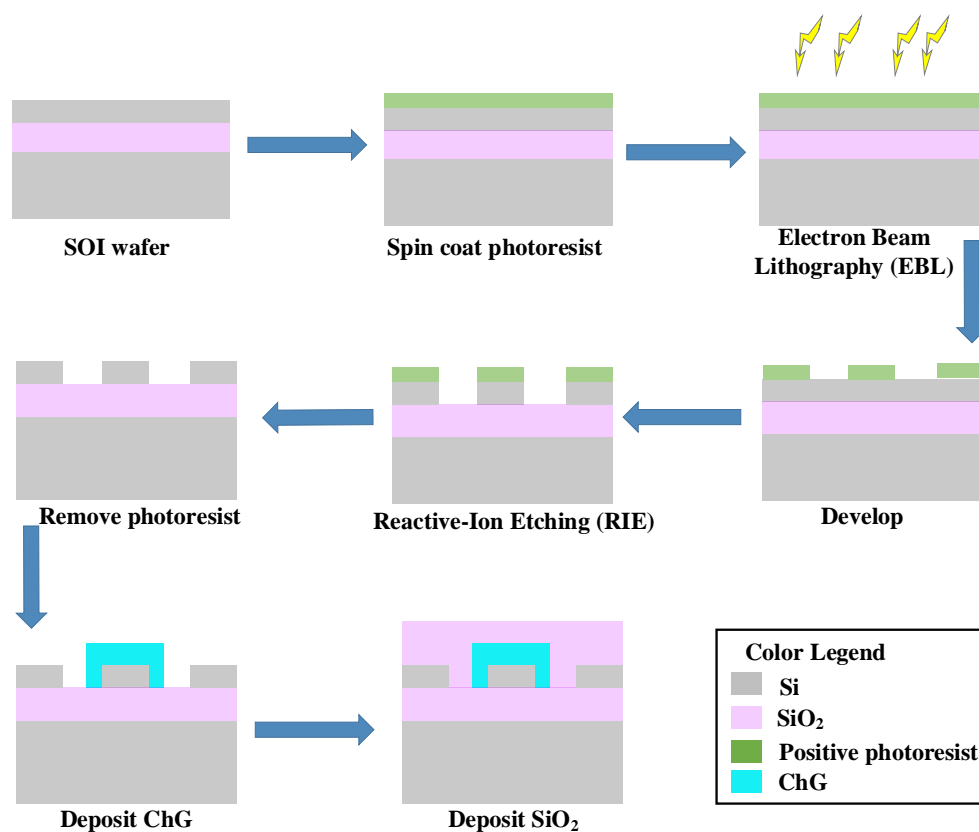 SOI wafer
Spin coat photoresist
Electron Beam
Lithography (EBL)
Remove photoresist
Reactive-Ion Etching (RIE)
Develop
Deposit ChG
Deposit SiO₂
Color Legend
Si
SiO₂
Positive photoresist
ChG